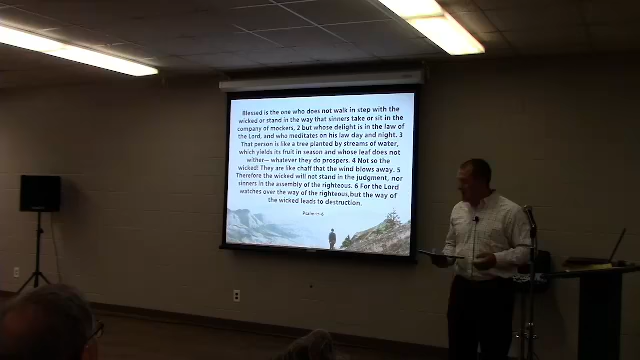 Blessed is the one who does not walk in step with the
wicked or stand in the way that sinners take or sit in the
company of mockers, 2 but whose delight is in the law of
the Lord, and who meditates on his law day and night. 3
That person is like a tree planted by streams of water,
which yields its fruit in season and whose leaf does not
wither— whatever they do prospers. 4 Not so the
wicked! They are like chaff that the wind blows away. 5
Therefore the wicked will not stand in the judgment, nor
sinners in the assembly of the righteous. 6 For the Lord
watches over the way of the righteous, but the way of
the wicked leads to destruction.
Psalm 1:1-6